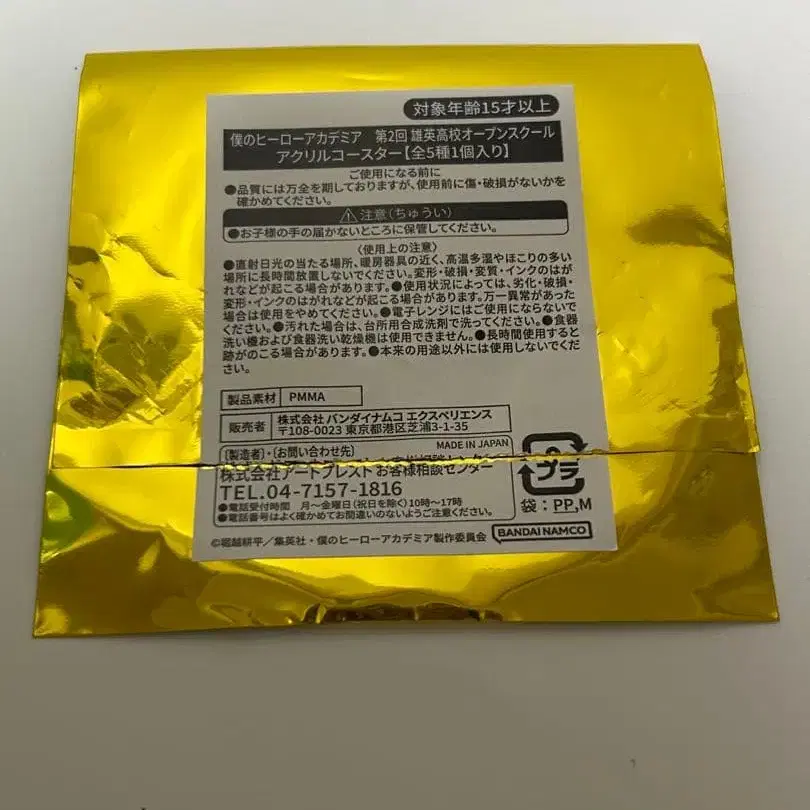 対象年齢15才以上
僕のヒーローアカデミア 第2回 雄英高校オープンスクール
アクリルコースター【全5種1個入り】
ご使用になる前に
●品質には万全を期しておりますが、使用前に傷・破損がないかを
確かめてください。
⚠注意(ちゅうい)
●お子様の手の届かないところに保管してください。
〈使用上の注意〉
●直射日光の当たる場所、暖房器具の近く、高温多湿やほこりの多い
場所に長時間放置しないでください。変形・破損・変質・インクのはが
れなどが起こる場合があります。●使用状況によっては、劣化・破損・
変形・インクのはがれなどが起こる場合があります。万一異常があった
場合は使用をやめてください。●電子レンジにはご使用にならないで
ください。●汚れた場合は、台所用合成洗剤で洗ってください。●食器
洗い機および食器洗い乾燥機は使用できません。●長時間使用すると
跡がのこる場合があります。●本来の用途以外には使用しないでくだ
さい。
製品素材 PMMA
販売者 株式会社 バンダイナムコ エクスペリエンス
〒108-0023 東京都港区芝浦3-1-35
MADE IN JAPAN
〔製造者〕・〔お問い合わせ先〕
株式会社アートプレスト お客様相談センター
TEL.04-7157-1816
●電話受付時間 月～金曜日(祝日を除く)10時～17時
●電話番号はよく確かめてお間違いのないようご注意ください。
プラ
袋：PP,M
©堀越耕平／集英社・僕のヒーローアカデミア製作委員会
BANDAI NAMCO